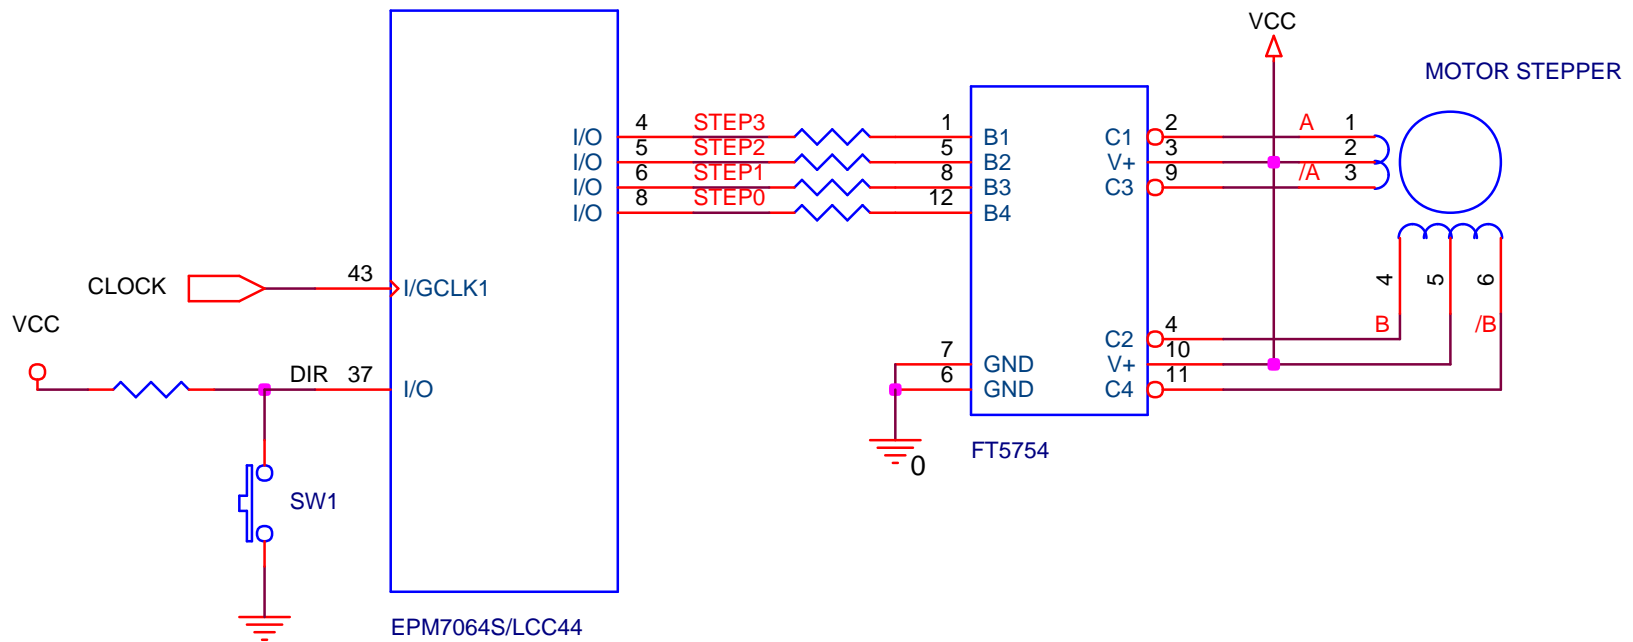 VCC
MOTOR STEPPER
I/O 4 STEP3 1 B1 C1 2 A 1
I/O 5 STEP2 5 B2 V+ 3 2
I/O 6 STEP1 8 B3 C3 9 /A 3
I/O 8 STEP0 12 B4
CLOCK 43 I/GCLK1
4 5 6
VCC
C2 4 B /B
7 GND V+ 10
DIR 37 I/O 6 GND C4 11
FT5754
0
SW1
EPM7064S/LCC44